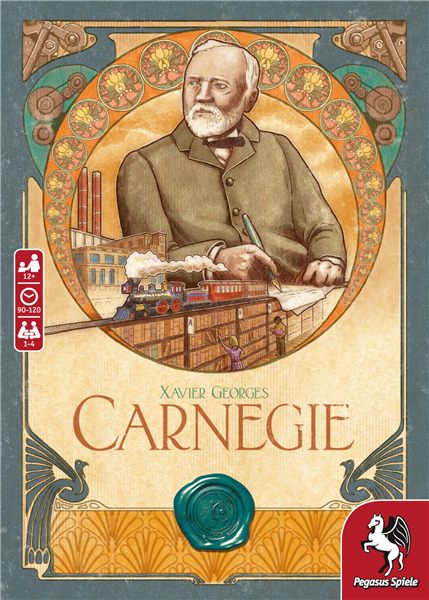 12+
90-120
1-4
XAVIER GEORGES
CARNEGIE
Pegasus Spiele